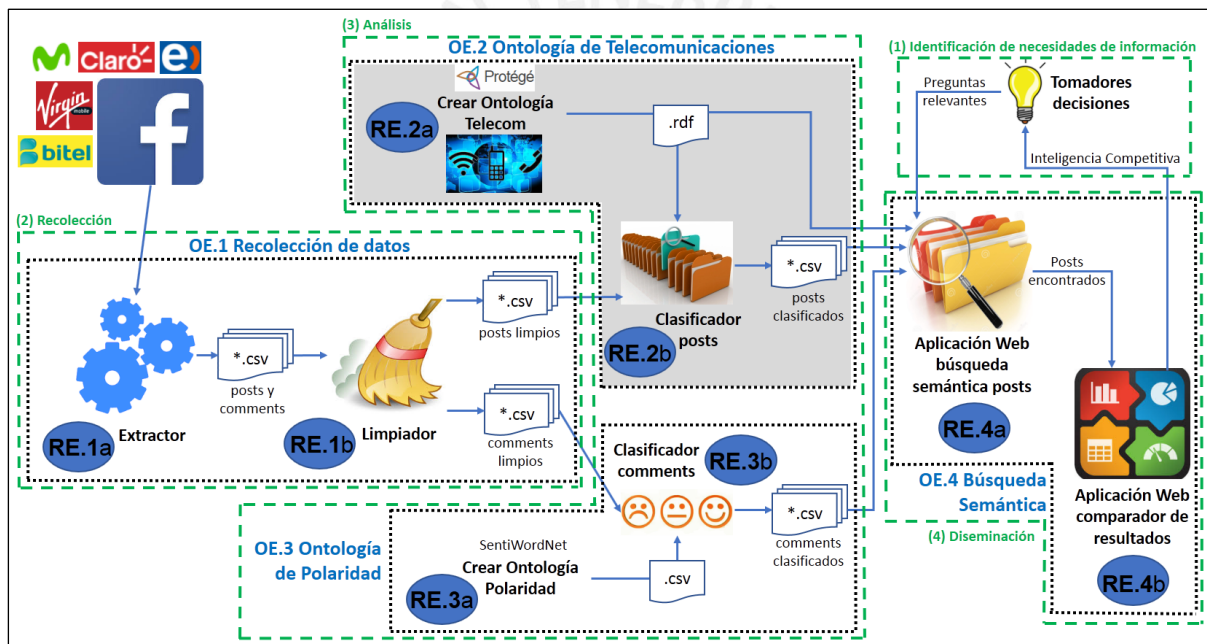 (3) Análisis
OE.2 Ontología de Telecomunicaciones
Protégé
Crear Ontología
Telecom
RE.2a
.rdf
Clasificador
posts
RE.2b
*.csv
posts
clasificados
(1) Identificación de necesidades de información
Preguntas
relevantes
Tomadores
decisiones
Inteligencia Competitiva
Claro
e
Virgin
mobile
bitel
f
(2) Recolección
OE.1 Recolección de datos
*.csv
posts y
comments
Extractor
RE.1a
Limpiador
RE.1b
*.csv
posts limpios
*.csv
comments
limpios
OE.3 Ontología
de Polaridad
SentiWordNet
Crear Ontología
Polaridad
RE.3a
.csv
Clasificador
comments
RE.3b
*.csv
comments
clasificados
Posts
encontrados
Aplicación Web
búsqueda
semántica posts
RE.4a
OE.4 Búsqueda
Semántica
(4) Diseminación
Aplicación Web
comparador de
resultados
RE.4b